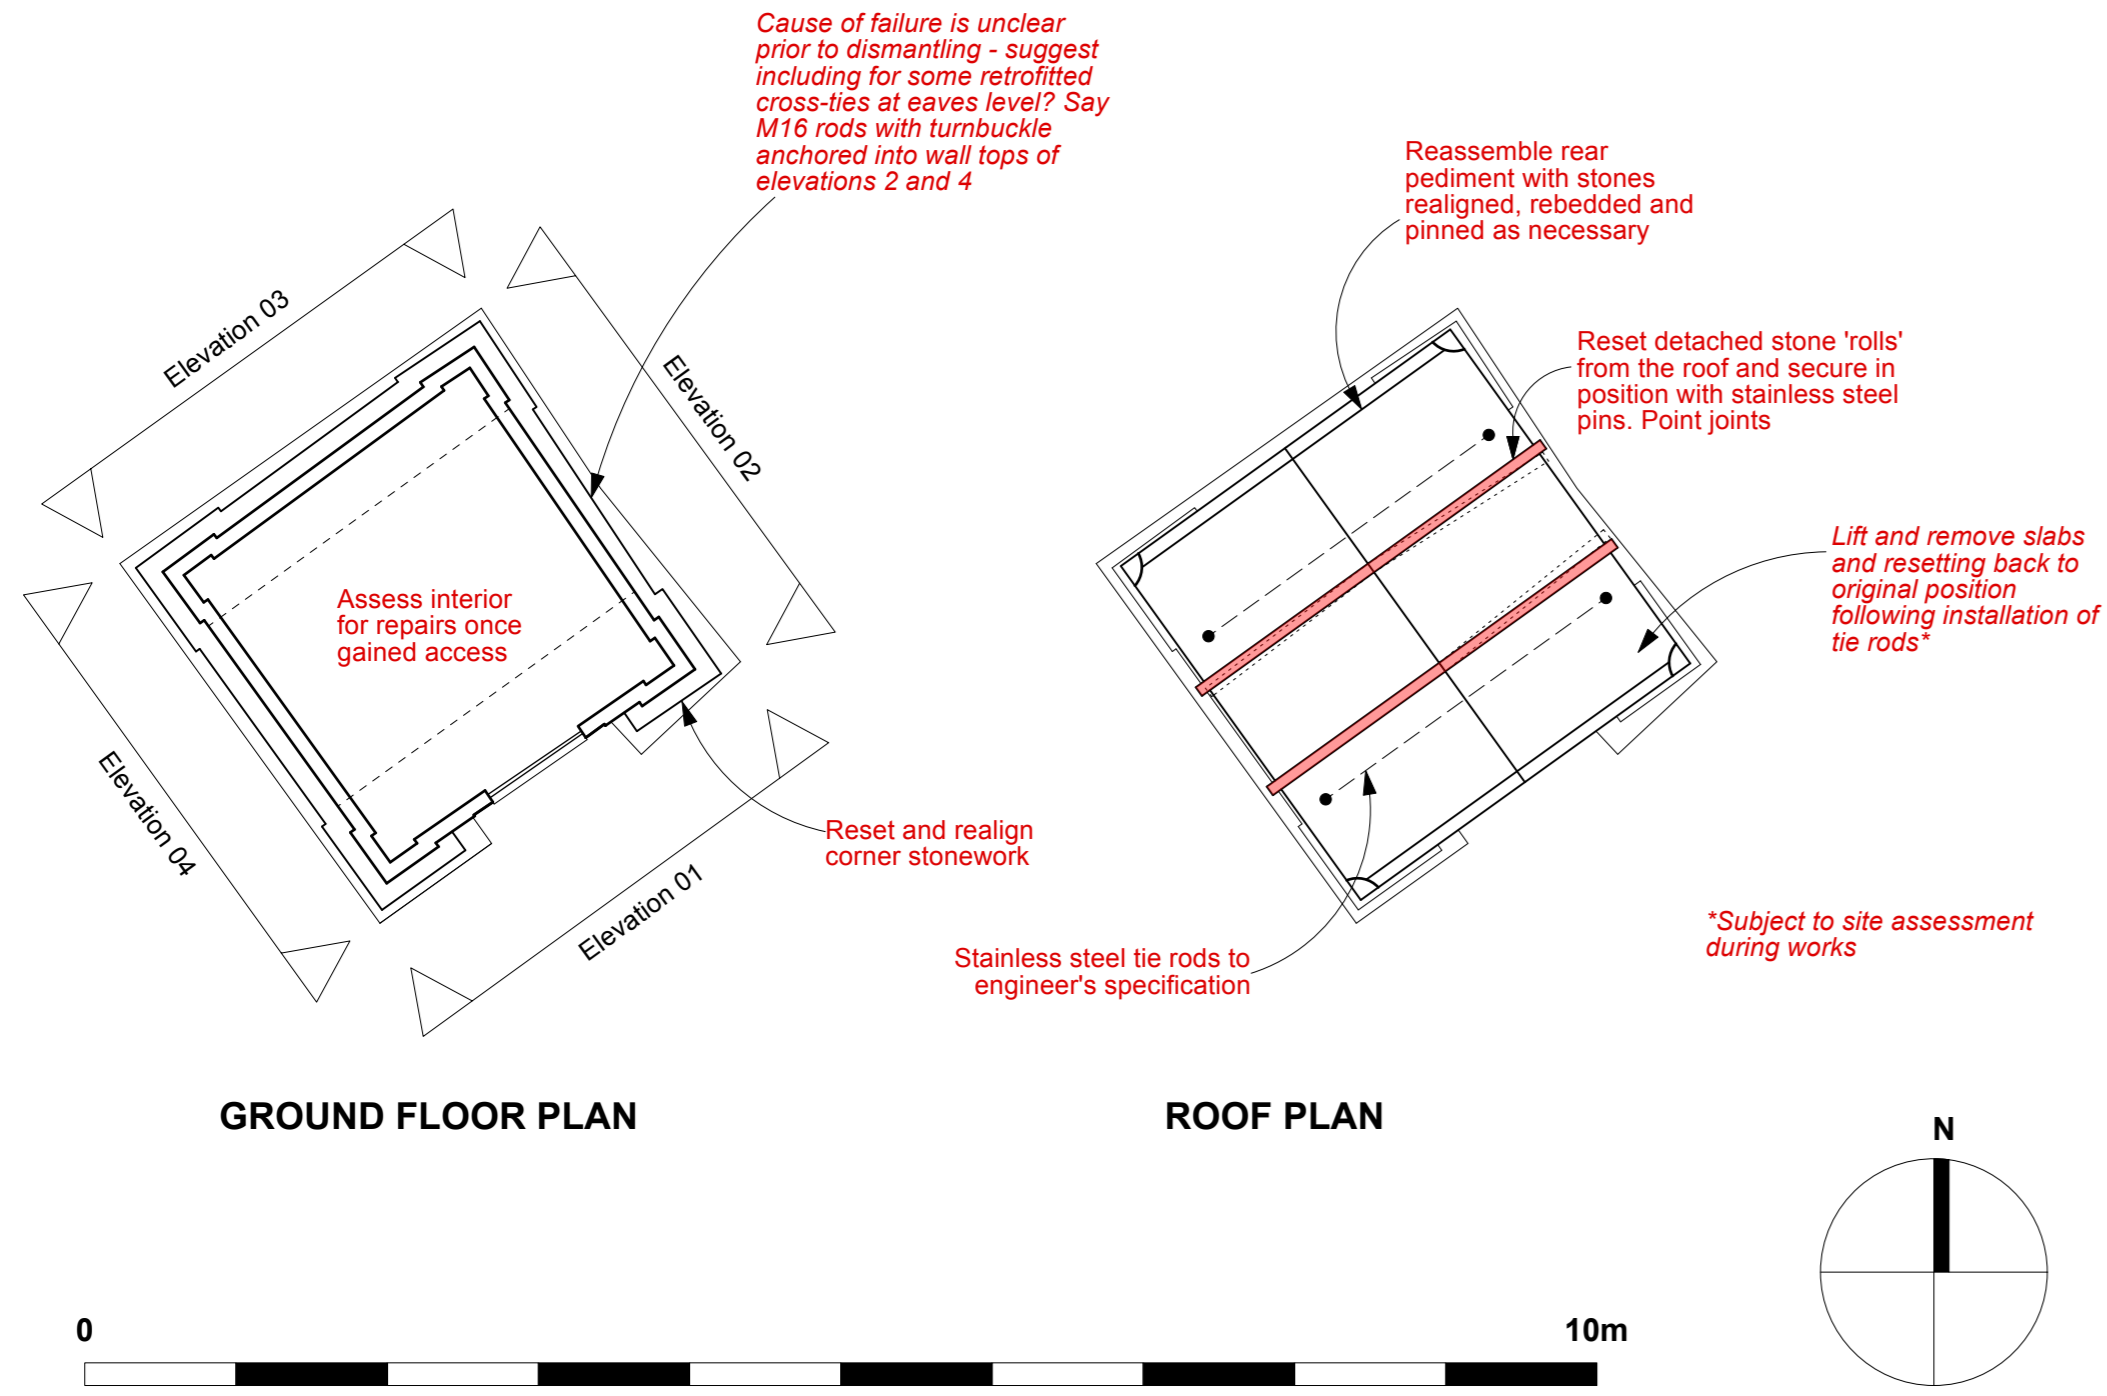 Cause of failure is unclear
prior to dismantling - suggest
including for some retrofitted
cross-ties at eaves level? Say
M16 rods with turnbuckle
anchored into wall tops of
elevations 2 and 4
Reassemble rear
pediment with stones
realigned, rebedded and
pinned as necessary
Elevation 03
Elevation 02
Reset detached stone 'rolls'
from the roof and secure in
position with stainless steel
pins. Point joints
Lift and remove slabs
and resetting back to
original position
following installation of
tie rods*
Assess interior
for repairs once
gained access
Elevation 04
Reset and realign
corner stonework
Elevation 01
Stainless steel tie rods to
engineer's specification
*Subject to site assessment
during works
GROUND FLOOR PLAN
ROOF PLAN
N
0
10m